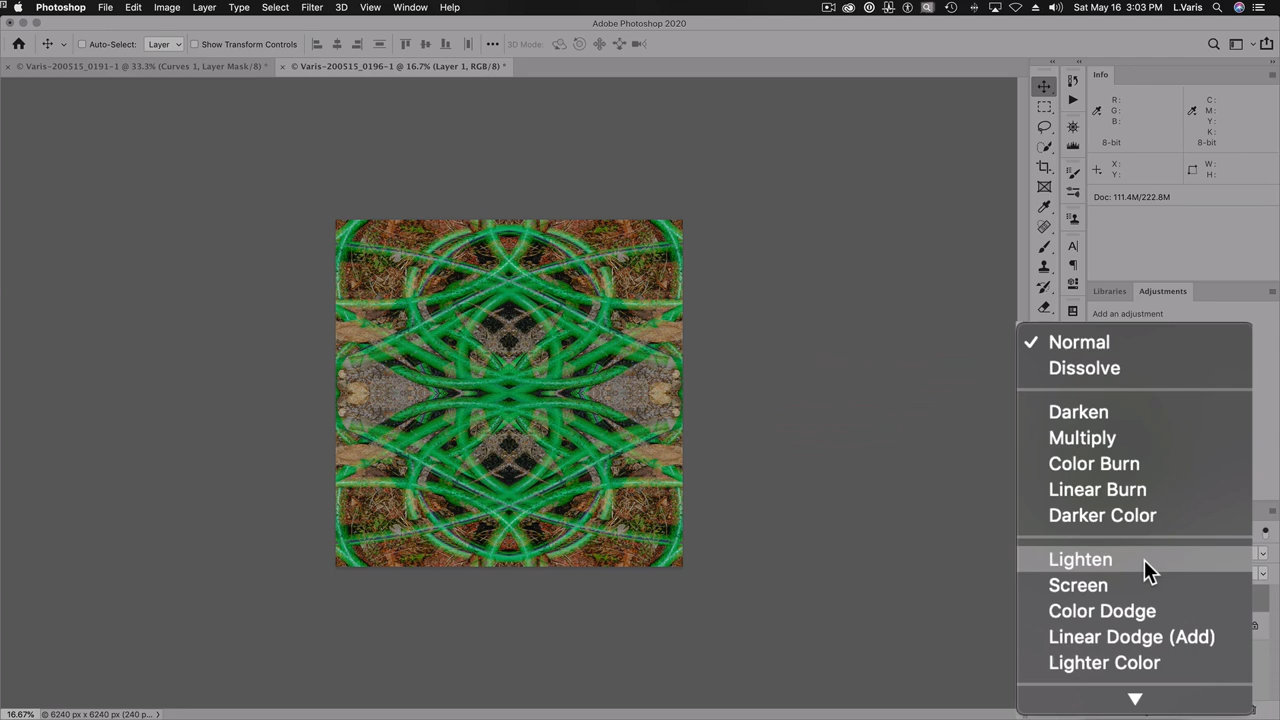 Photoshop File Edit Image Layer Type Select Filter 3D View Window Help Sat May 16 3:03 PM L.Varis
Adobe Photoshop 2020
Auto-Select: Layer Show Transform Controls 3D Mode:
© Varis-200515_0191-1 @ 33.3% (Curves 1, Layer Mask/8) * © Varis-200515_0196-1 @ 16.7% (Layer 1, RGB/8) *
Info
R: C:
G: M:
B: Y:
K:
8-bit 8-bit
X: W:
Y: H:
Doc: 111.4M/222.8M
Libraries Adjustments
Add an adjustment
Normal
Dissolve
Darken
Multiply
Color Burn
Linear Burn
Darker Color
Lighten
Screen
Color Dodge
Linear Dodge (Add)
Lighter Color
16.67% © 6240 px x 6240 px (240 p...